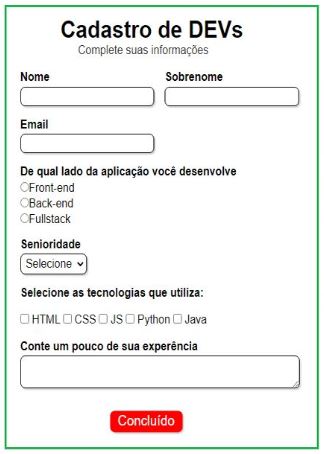 Cadastro de DEVs
Complete suas informações
Nome Sobrenome
Email
De qual lado da aplicação você desenvolve
Front-end
Back-end
Fullstack
Senioridade
Selecione
Selecione as tecnologias que utiliza:
HTML CSS JS Python Java
Conte um pouco de sua experência
Concluído